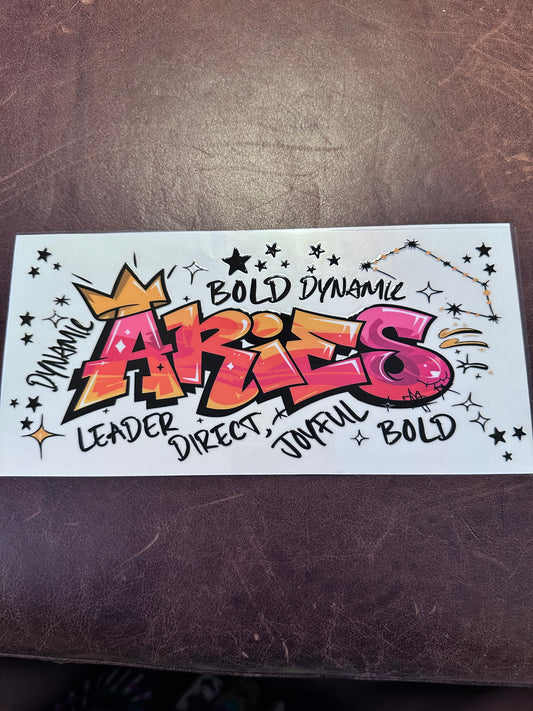 BOLD DYNAMIC
DYNAMIC
ARiES
LEADER
DIRECT,
JOYFUL
BOLD